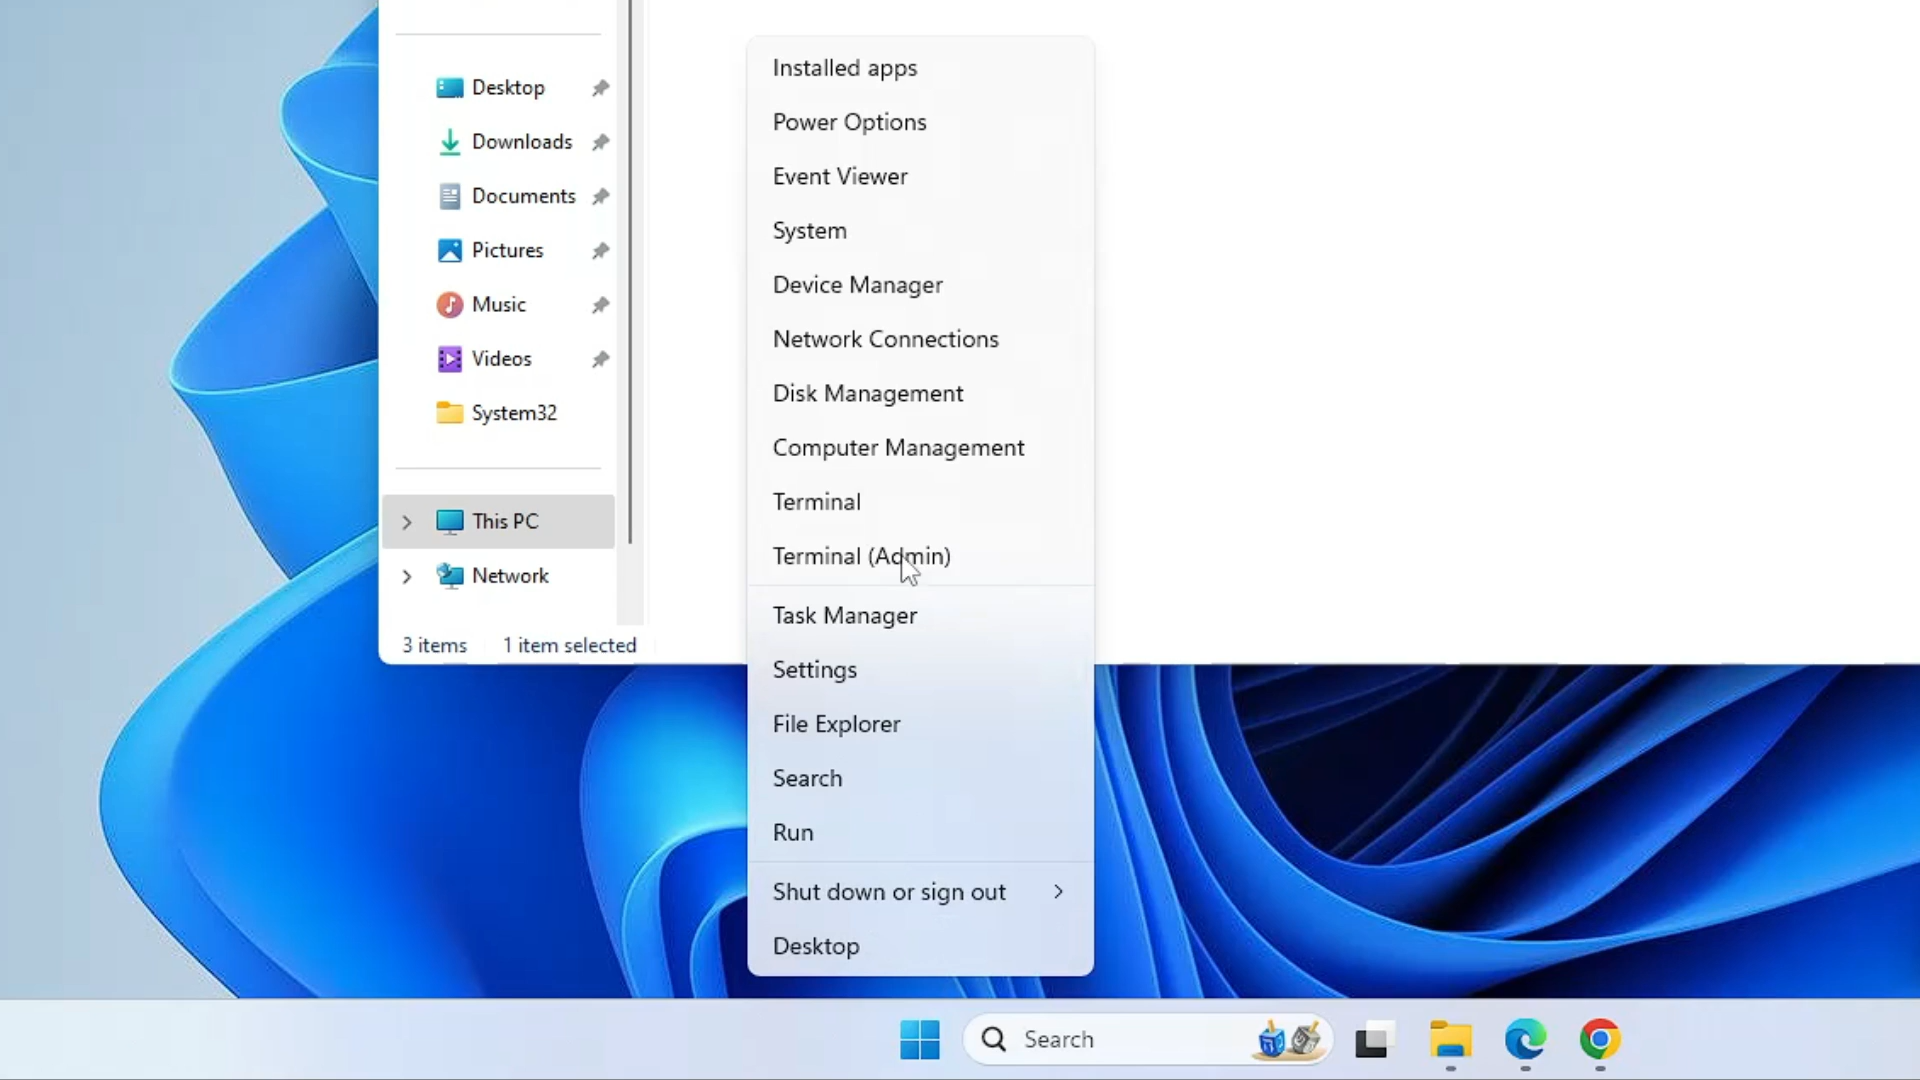 Desktop
Downloads
Documents
Pictures
Music
Videos
System32
This PC
Network
3 items 1 item selected
Installed apps
Power Options
Event Viewer
System
Device Manager
Network Connections
Disk Management
Computer Management
Terminal
Terminal (Admin)
Task Manager
Settings
File Explorer
Search
Run
Shut down or sign out
Desktop
Search